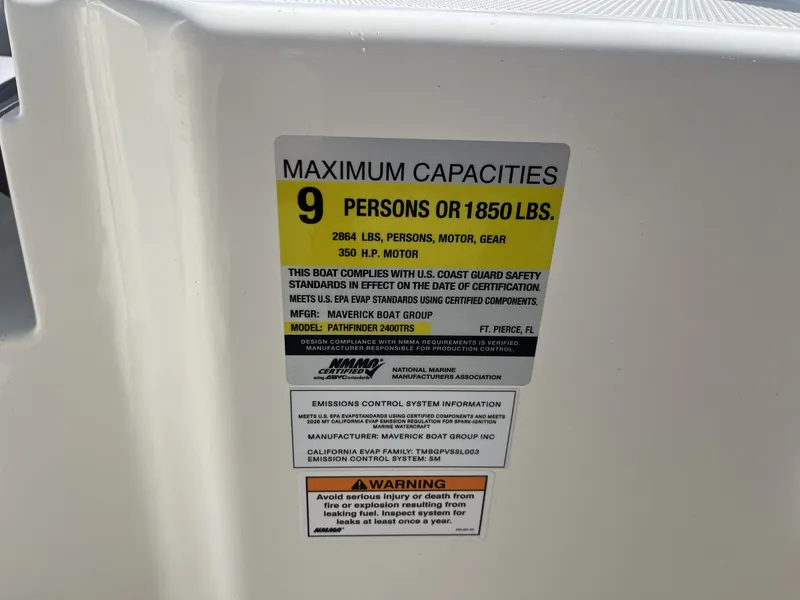 MAXIMUM CAPACITIES
9 PERSONS OR 1850 LBS.
2864 LBS, PERSONS, MOTOR, GEAR
350 H.P. MOTOR
THIS BOAT COMPLIES WITH U.S. COAST GUARD SAFETY
STANDARDS IN EFFECT ON THE DATE OF CERTIFICATION.
MEETS U.S. EPA EVAP STANDARDS USING CERTIFIED COMPONENTS.
MFGR: MAVERICK BOAT GROUP
MODEL: PATHFINDER 2400TRS FT. PIERCE, FL
DESIGN COMPLIANCE WITH NMMA REQUIREMENTS IS VERIFIED.
MANUFACTURER RESPONSIBLE FOR PRODUCTION CONTROL.
NMMA
CERTIFIED
using ABYC standards
NATIONAL MARINE
MANUFACTURERS ASSOCIATION
EMISSIONS CONTROL SYSTEM INFORMATION
MEETS U.S. EPA EVAPSTANDARDS USING CERTIFIED COMPONENTS AND MEETS
2026 MY CALIFORNIA EVAP EMISSION REGULATION FOR SPARK-IGNITION
MARINE WATERCRAFT
MANUFACTURER: MAVERICK BOAT GROUP INC
CALIFORNIA EVAP FAMILY: TMBGPVSSL003
EMISSION CONTROL SYSTEM: SM
WARNING
Avoid serious injury or death from
fire or explosion resulting from
leaking fuel. Inspect system for
leaks at least once a year.
NMMA